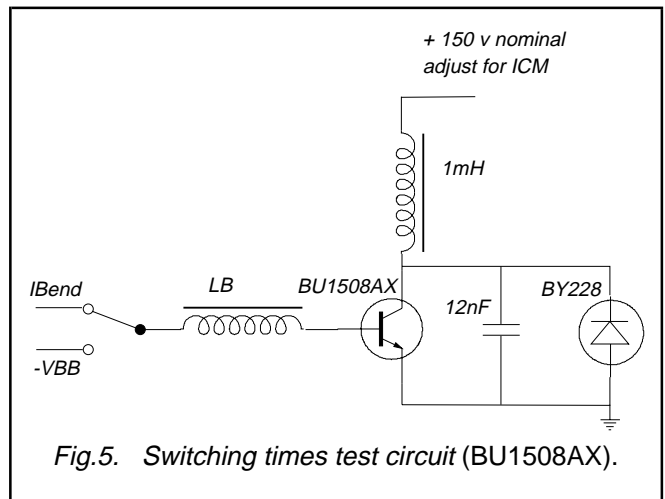 + 150 v nominal
adjust for ICM
1mH
IBend
LB
BU1508AX
12nF
BY228
-VBB
Fig.5. Switching times test circuit (BU1508AX).